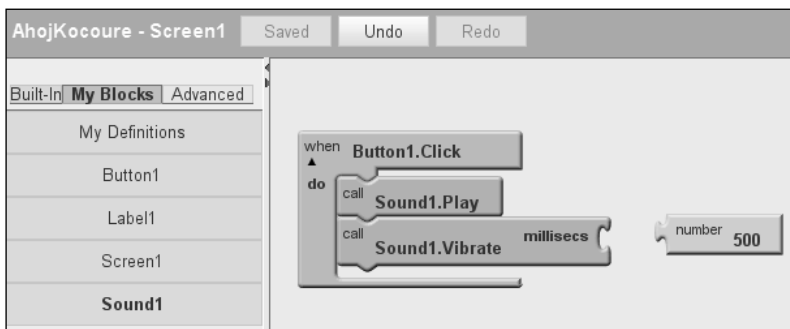 AhojKocoure - Screen1 Saved Undo Redo
Built-In My Blocks Advanced
My Definitions
Button1
Label1
Screen1
Sound1
when Button1.Click
do
call Sound1.Play
call Sound1.Vibrate millisecs
number 500